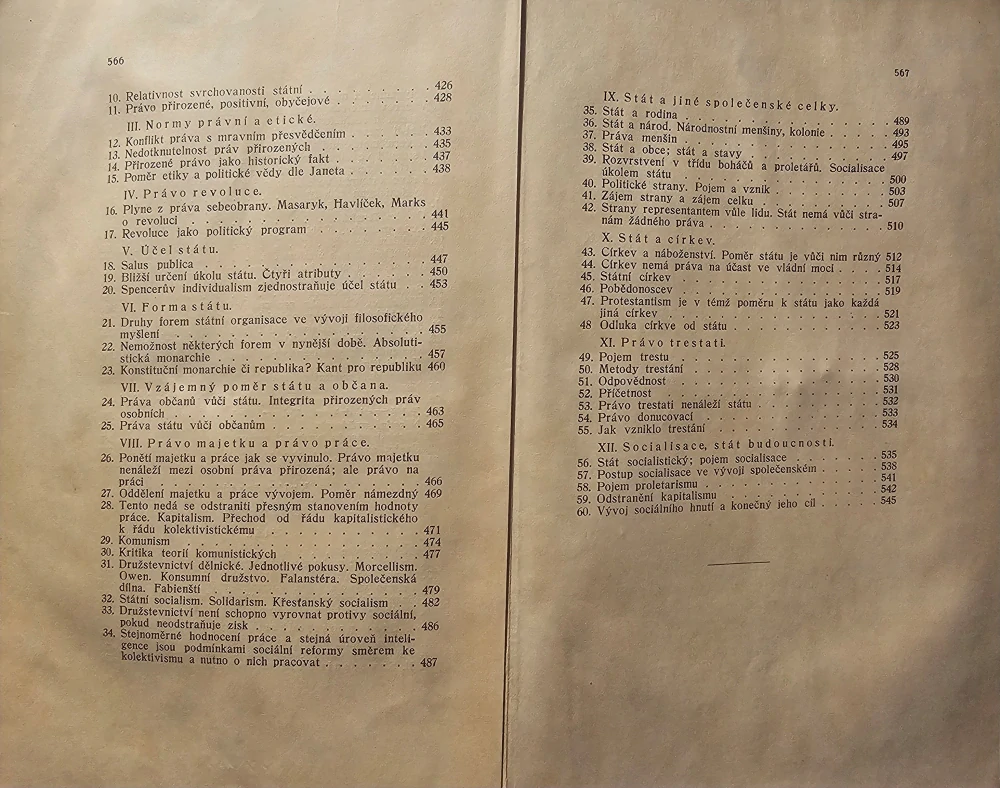 566
10. Relativnost svrchovanosti státní . . . . . . . . 426
11. Právo přirozené, positivní, obyčejové . . . . . . 428
III. Normy právní a etické.
12. Konflikt práva s mravním přesvědčením . . . . . 433
13. Nedotknutelnost práv přirozených . . . . . . . 435
14. Přirozené právo jako historický fakt . . . . . . . 437
15. Poměr etiky a politické vědy dle Janeta . . . . . . 438
IV. Právo revoluce.
16. Plyne z práva sebeobrany. Masaryk, Havlíček, Marks
o revoluci . . . . . . . . . . . . . . . 441
17. Revoluce jako politický program . . . . . . . . 445
V. Účel státu.
18. Salus publica . . . . . . . . . . . . . . 447
19. Bližší určení úkolu státu. Čtyři atributy . . . . . 450
20. Spencerův individualism zjednostraňuje účel státu . . 453
VI. Forma státu.
21. Druhy forem státní organisace ve vývoji filosofického
myšlení . . . . . . . . . . . . . . . . 455
22. Nemožnost některých forem v nynější době. Absoluti-
stická monarchie . . . . . . . . . . . . . 457
23. Konstituční monarchie či republika? Kant pro republiku 460
VII. Vzájemný poměr státu a občana.
24. Práva občanů vůči státu. Integrita přirozených práv
osobních . . . . . . . . . . . . . . . . 463
25. Práva státu vůči občanům . . . . . . . . . . 465
VIII. Právo majetku a právo práce.
26. Ponětí majetku a práce jak se vyvinulo. Právo majetku
nenáleží mezi osobní práva přirozená; ale právo na
práci . . . . . . . . . . . . . . . . . 466
27. Oddělení majetku a práce vývojem. Poměr námezdný 469
28. Tento nedá se odstraniti přesným stanovením hodnoty
práce. Kapitalism. Přechod od řádu kapitalistického
k řádu kolektivistickému . . . . . . . . . . . 471
29. Komunism . . . . . . . . . . . . . . . 474
30. Kritika teorií komunistických . . . . . . . . . 477
31. Družstevnictví dělnické. Jednotlivé pokusy. Morcellism.
Owen. Konsumní družstvo. Falanstéra. Společenská
dílna. Fabienští . . . . . . . . . . . . . 479
32. Státní socialism. Solidarism. Křesťanský socialism . . 482
33. Družstevnictví není schopno vyrovnat protivy sociální,
pokud neodstraňuje zisk . . . . . . . . . . . 486
34. Stejnoměrné hodnocení práce a stejná úroveň inteli-
gence jsou podmínkami sociální reformy směrem ke
kolektivismu a nutno o nich pracovat . . . . . . . 487
567
IX. Stát a jiné společenské celky.
35. Stát a rodina . . . . . . . . . . . . . . 489
36. Stát a národ. Národnostní menšiny, kolonie . . . . 493
37. Práva menšin . . . . . . . . . . . . . . 495
38. Stát a obce; stát a stavy . . . . . . . . . . 497
39. Rozvrstvení v třídu boháčů a proletářů. Socialisace
úkolem státu . . . . . . . . . . . . . . 500
40. Politické strany. Pojem a vznik . . . . . . . . 503
41. Zájem strany a zájem celku . . . . . . . . . 507
42. Strany representantem vůle lidu. Stát nemá vůči stra-
nám žádného práva . . . . . . . . . . . . 510
X. Stát a církev.
43. Církev a náboženství. Poměr státu je vůči nim různý 512
44. Církev nemá práva na účast ve vládní moci . . . . 514
45. Státní církev . . . . . . . . . . . . . . 517
46. Pobědonoscev . . . . . . . . . . . . . . 519
47. Protestantism je v témž poměru k státu jako každá
jiná církev . . . . . . . . . . . . . . . 521
48 Odluka církve od státu . . . . . . . . . . . 523
XI. Právo trestati.
49. Pojem trestu . . . . . . . . . . . . . . 525
50. Metody trestání . . . . . . . . . . . . . 528
51. Odpovědnost . . . . . . . . . . . . . . 530
52. Příčetnost . . . . . . . . . . . . . . . 531
53. Právo trestati nenáleží státu . . . . . . . . . 532
54. Právo donucovací . . . . . . . . . . . . . 533
55. Jak vzniklo trestání . . . . . . . . . . . . 534
XII. Socialisace, stát budoucnosti.
56. Stát socialistický; pojem socialisace . . . . . . . 535
57. Postup socialisace ve vývoji společenském . . . . . 538
58. Pojem proletarismu . . . . . . . . . . . . 541
59. Odstranění kapitalismu . . . . . . . . . . . 542
60. Vývoj sociálního hnutí a konečný jeho cíl . . . . . 545